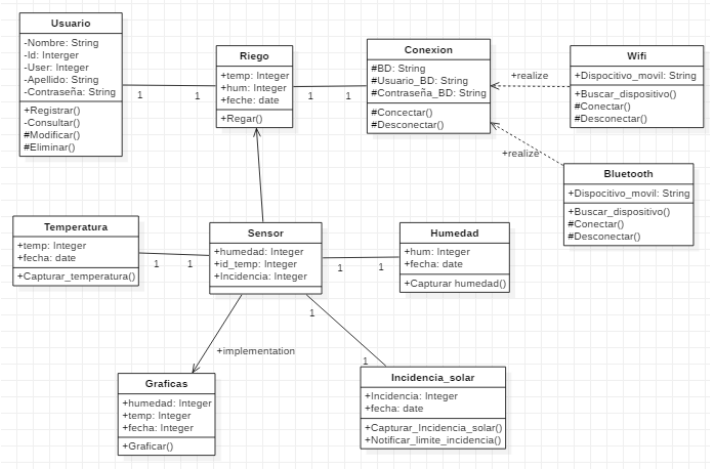 Usuario
-Nombre: String
-Id: Interger
-User: Integer
-Apellido: String
-Contraseña: String
+Registrar()
-Consultar()
#Modificar()
#Eliminar()
1
1
Riego
+temp: Integer
+hum: Integer
+feche: date
+Regar()
1
1
Conexion
#BD: String
#Usuario_BD: String
#Contraseña_BD: String
#Concectar()
#Desconectar()
+realize
Wifi
+Dispositivo_movil: String
+Buscar_dispositivo()
#Conectar()
#Desconectar()
+realize
Bluetooth
+Dispositivo_movil: String
+Buscar_dispositivo()
#Conectar()
#Desconectar()
Temperatura
+temp: Integer
+fecha: date
+Capturar_temperatura()
1
1
Sensor
+humedad: Integer
+id_temp: Integer
+Incidencia: Integer
1
1
Humedad
+hum: Integer
+fecha: date
+Capturar humedad()
+implementation
1
1
Graficas
+humedad: Integer
+temp: Integer
+fecha: Integer
+Graficar()
Incidencia_solar
+Incidencia: Integer
+fecha: date
+Capturar_Incidencia_solar()
+Notificar_limite_incidencia()